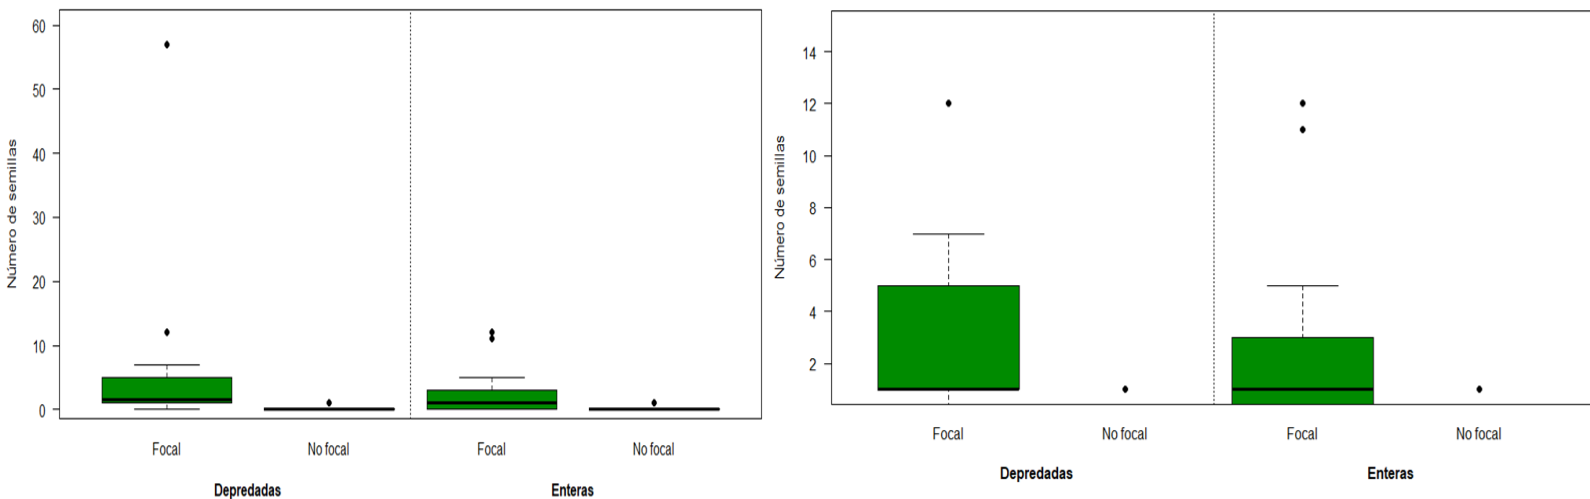 Número de semillas
60
50
40
30
20
10
0
Focal No focal Focal No focal
Depredadas Enteras
Número de semillas
14
12
10
8
6
4
2
Focal No focal Focal No focal
Depredadas Enteras